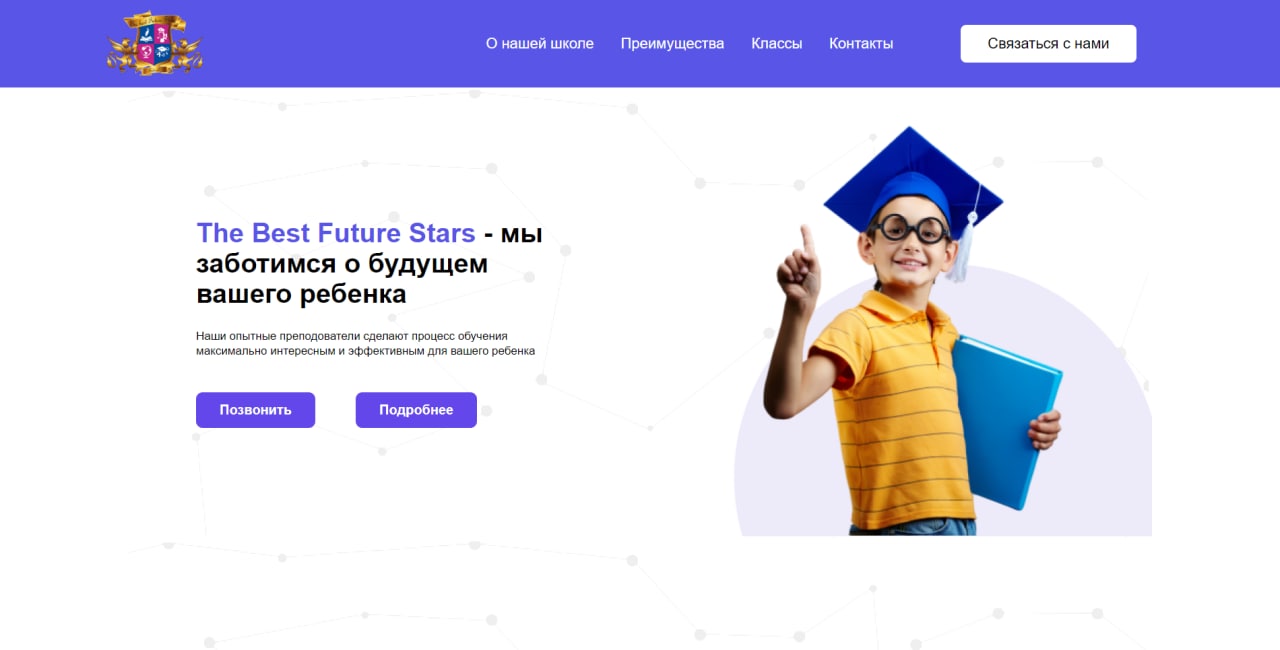 О нашей школе
Преимущества
Классы
Контакты
Связаться с нами
The Best Future Stars - мы
заботимся о будущем
вашего ребенка
Наши опытные преподователи сделают процесс обучения
максимально интересным и эффективным для вашего ребенка
Позвонить
Подробнее